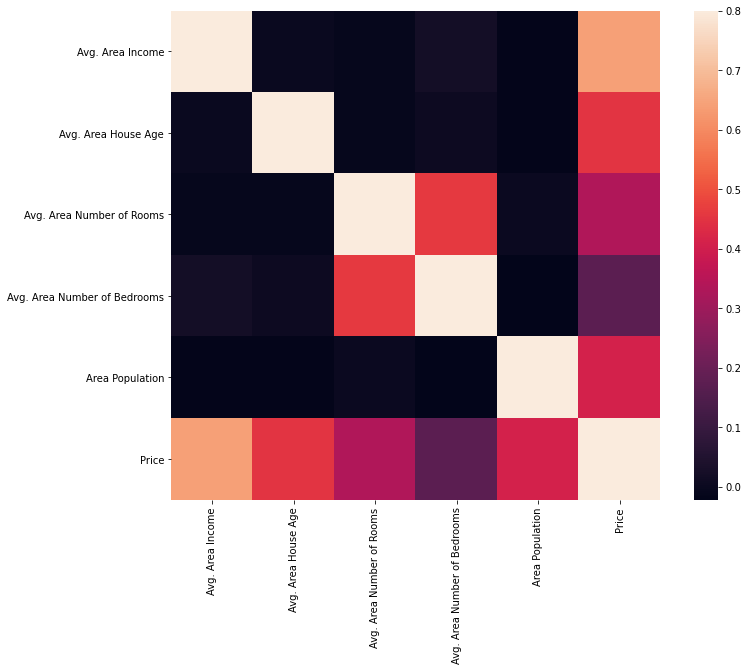 Avg. Area Income
Avg. Area House Age
Avg. Area Number of Rooms
Avg. Area Number of Bedrooms
Area Population
Price
Avg. Area Income
Avg. Area House Age
Avg. Area Number of Rooms
Avg. Area Number of Bedrooms
Area Population
Price
0.8
0.7
0.6
0.5
0.4
0.3
0.2
0.1
0.0